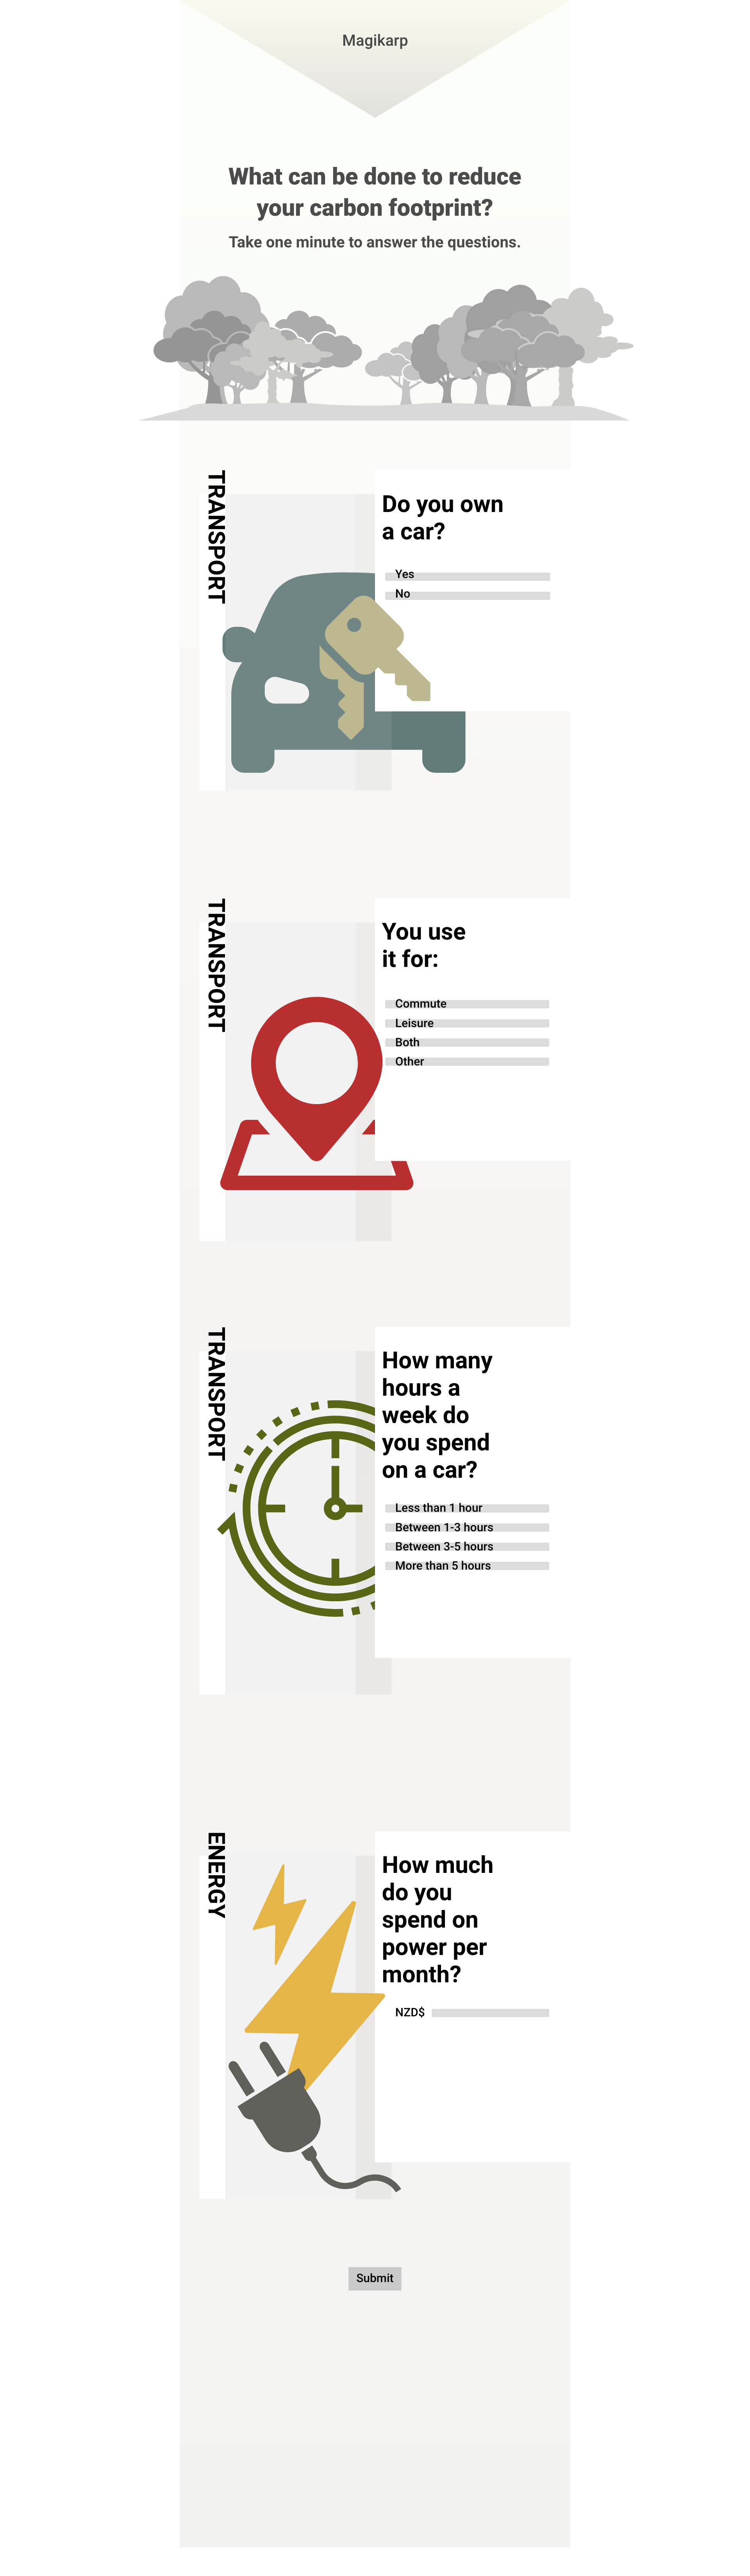 Magikarp
What can be done to reduce
your carbon footprint?
Take one minute to answer the questions.
TRANSPORT
Do you own
a car?
Yes
No
TRANSPORT
You use
it for:
Commute
Leisure
Both
Other
TRANSPORT
How many
hours a
week do
you spend
on a car?
Less than 1 hour
Between 1-3 hours
Between 3-5 hours
More than 5 hours
ENERGY
How much
do you
spend on
power per
month?
NZD$
Submit